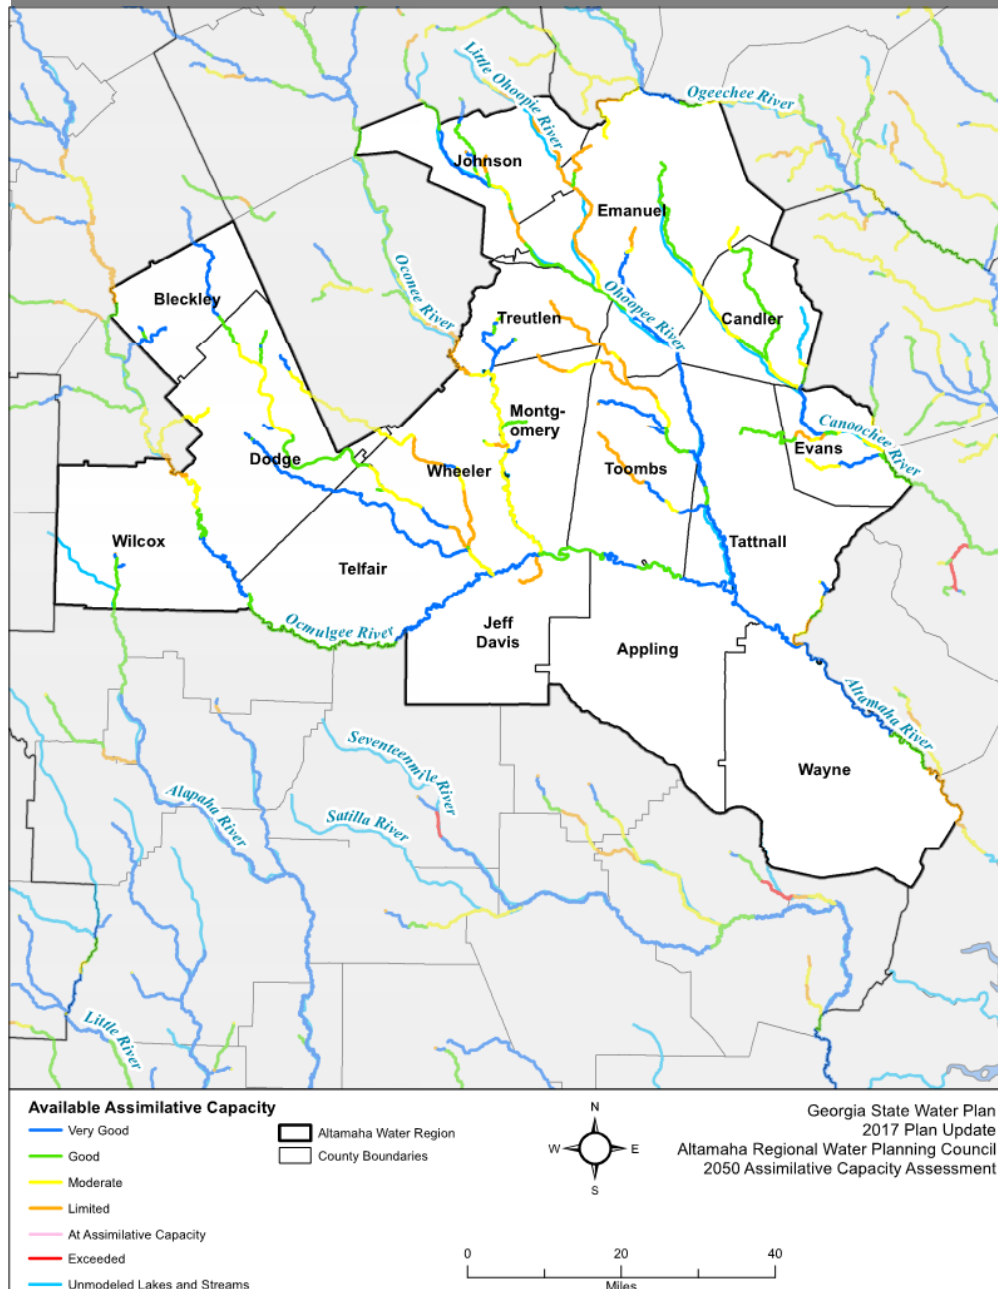 Little Ohoopie River
Ogeechee River
Johnson
Emanuel
Oconee River
Bleckley
Ohoopee River
Treutlen
Candler
Montg-
omery
Canoochee River
Evans
Dodge
Wheeler
Toombs
Wilcox
Tattnall
Telfair
Ocmulgee River
Jeff
Davis
Appling
Altamaha River
Wayne
Seventeenmile River
Alapaha River
Satilla River
Little River
Available Assimilative Capacity
Very Good
Good
Moderate
Limited
At Assimilative Capacity
Exceeded
Unmodeled Lakes and Streams
Altamaha Water Region
County Boundaries
N
W E
S
Georgia State Water Plan
2017 Plan Update
Altamaha Regional Water Planning Council
2050 Assimilative Capacity Assessment
0 20 40
Miles